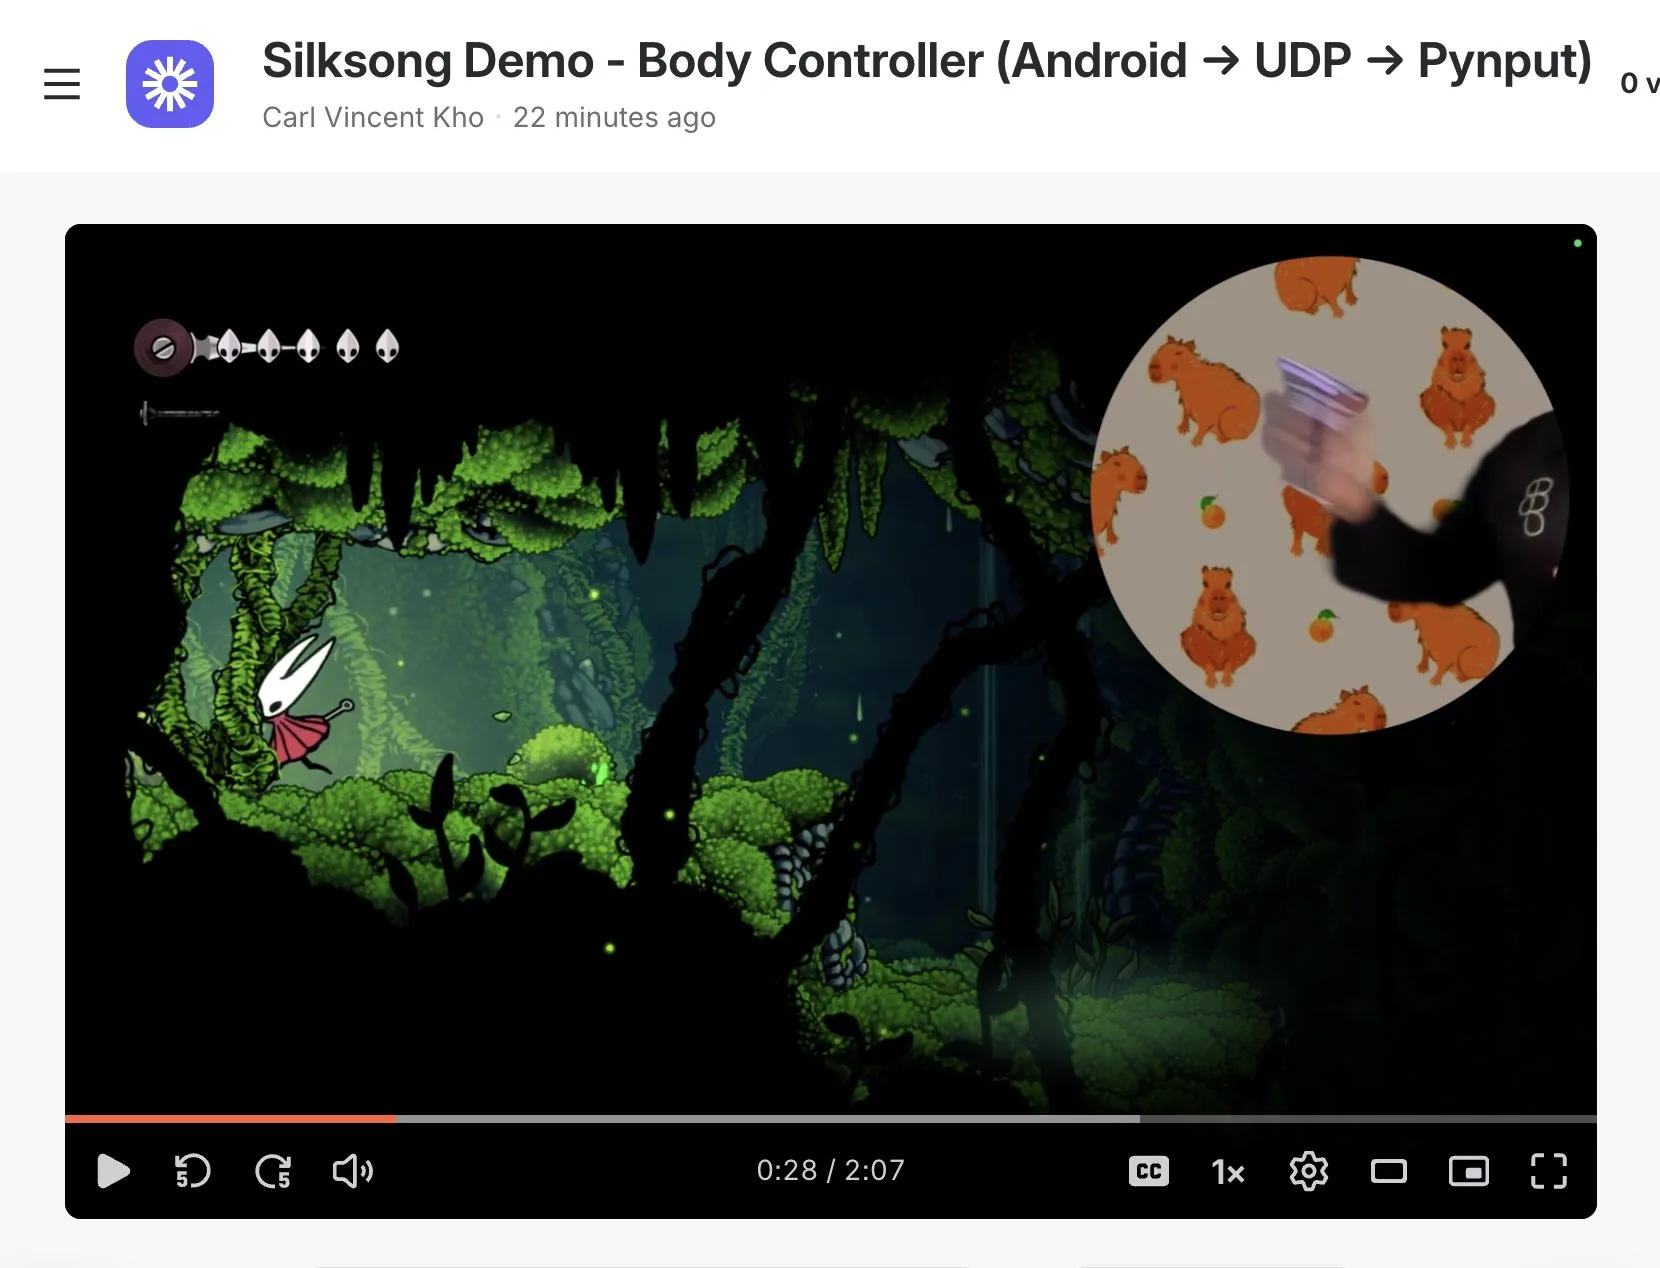 Silksong Demo - Body Controller (Android → UDP → Pynput)
0 v
Carl Vincent Kho · 22 minutes ago
5
5
0:28 / 2:07
CC
1x